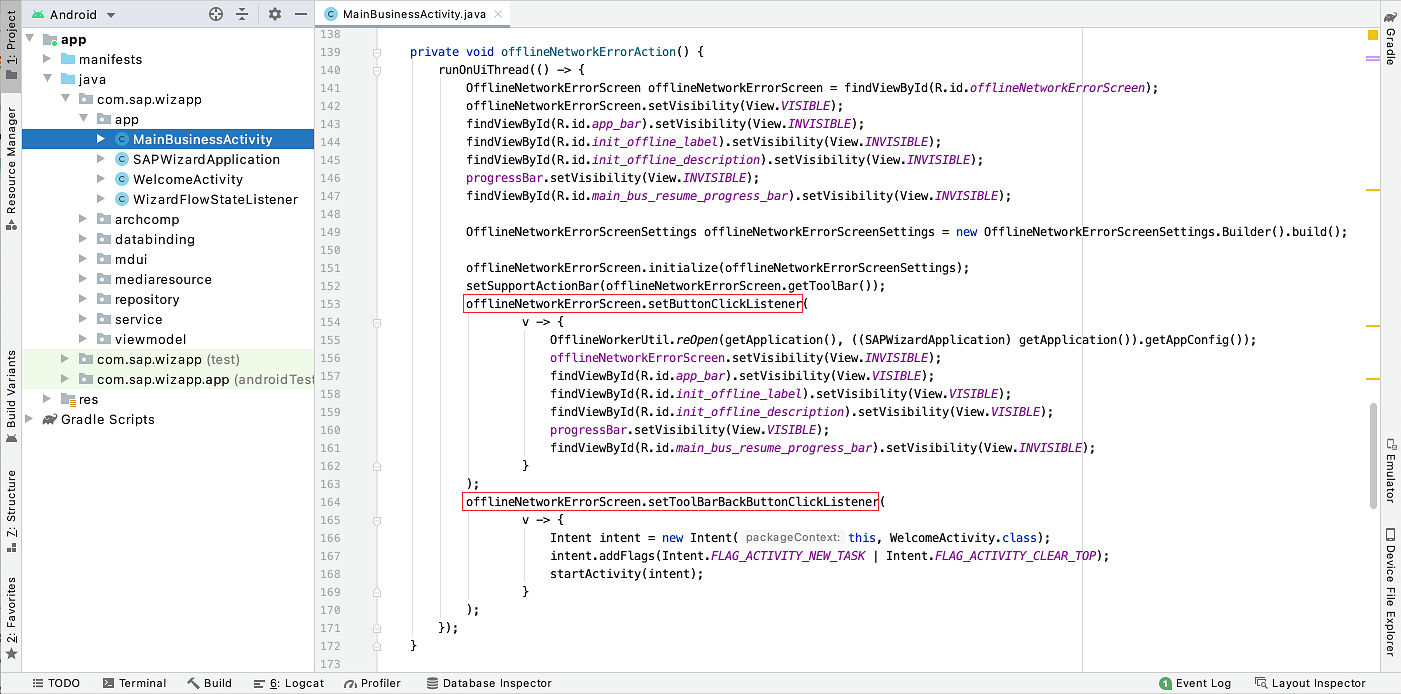 Android
MainBusinessActivity.java
1: Project
Resource Manager
Build Variants
Z: Structure
2: Favorites
app
manifests
java
com.sap.wizapp
app
MainBusinessActivity
SAPWizardApplication
WelcomeActivity
WizardFlowStateListener
archcomp
databinding
mdui
mediaresource
repository
service
viewmodel
com.sap.wizapp (test)
com.sap.wizapp.app (androidTest
res
Gradle Scripts
138
139 private void offlineNetworkErrorAction() {
140 runOnUiThread(() -> {
141 OfflineNetworkErrorScreen offlineNetworkErrorScreen = findViewById(R.id.offlineNetworkErrorScreen);
142 offlineNetworkErrorScreen.setVisibility(View.VISIBLE);
143 findViewById(R.id.app_bar).setVisibility(View.INVISIBLE);
144 findViewById(R.id.init_offline_label).setVisibility(View.INVISIBLE);
145 findViewById(R.id.init_offline_description).setVisibility(View.INVISIBLE);
146 progressBar.setVisibility(View.INVISIBLE);
147 findViewById(R.id.main_bus_resume_progress_bar).setVisibility(View.INVISIBLE);
148
149 OfflineNetworkErrorScreenSettings offlineNetworkErrorScreenSettings = new OfflineNetworkErrorScreenSettings.Builder().build();
150
151 offlineNetworkErrorScreen.initialize(offlineNetworkErrorScreenSettings);
152 setSupportActionBar(offlineNetworkErrorScreen.getToolBar());
153 offlineNetworkErrorScreen.setButtonClickListener(
154 v -> {
155 OfflineWorkerUtil.reOpen(getApplication(), ((SAPWizardApplication) getApplication()).getAppConfig());
156 offlineNetworkErrorScreen.setVisibility(View.INVISIBLE);
157 findViewById(R.id.app_bar).setVisibility(View.VISIBLE);
158 findViewById(R.id.init_offline_label).setVisibility(View.VISIBLE);
159 findViewById(R.id.init_offline_description).setVisibility(View.VISIBLE);
160 progressBar.setVisibility(View.VISIBLE);
161 findViewById(R.id.main_bus_resume_progress_bar).setVisibility(View.INVISIBLE);
162 }
163 );
164 offlineNetworkErrorScreen.setToolBarBackButtonClickListener(
165 v -> {
166 Intent intent = new Intent( packageContext: this, WelcomeActivity.class);
167 intent.addFlags(Intent.FLAG_ACTIVITY_NEW_TASK | Intent.FLAG_ACTIVITY_CLEAR_TOP);
168 startActivity(intent);
169 }
170 );
171 });
172 }
173
Gradle
Emulator
Device File Explorer
TODO
Terminal
Build
6: Logcat
Profiler
Database Inspector
1 Event Log
Layout Inspector